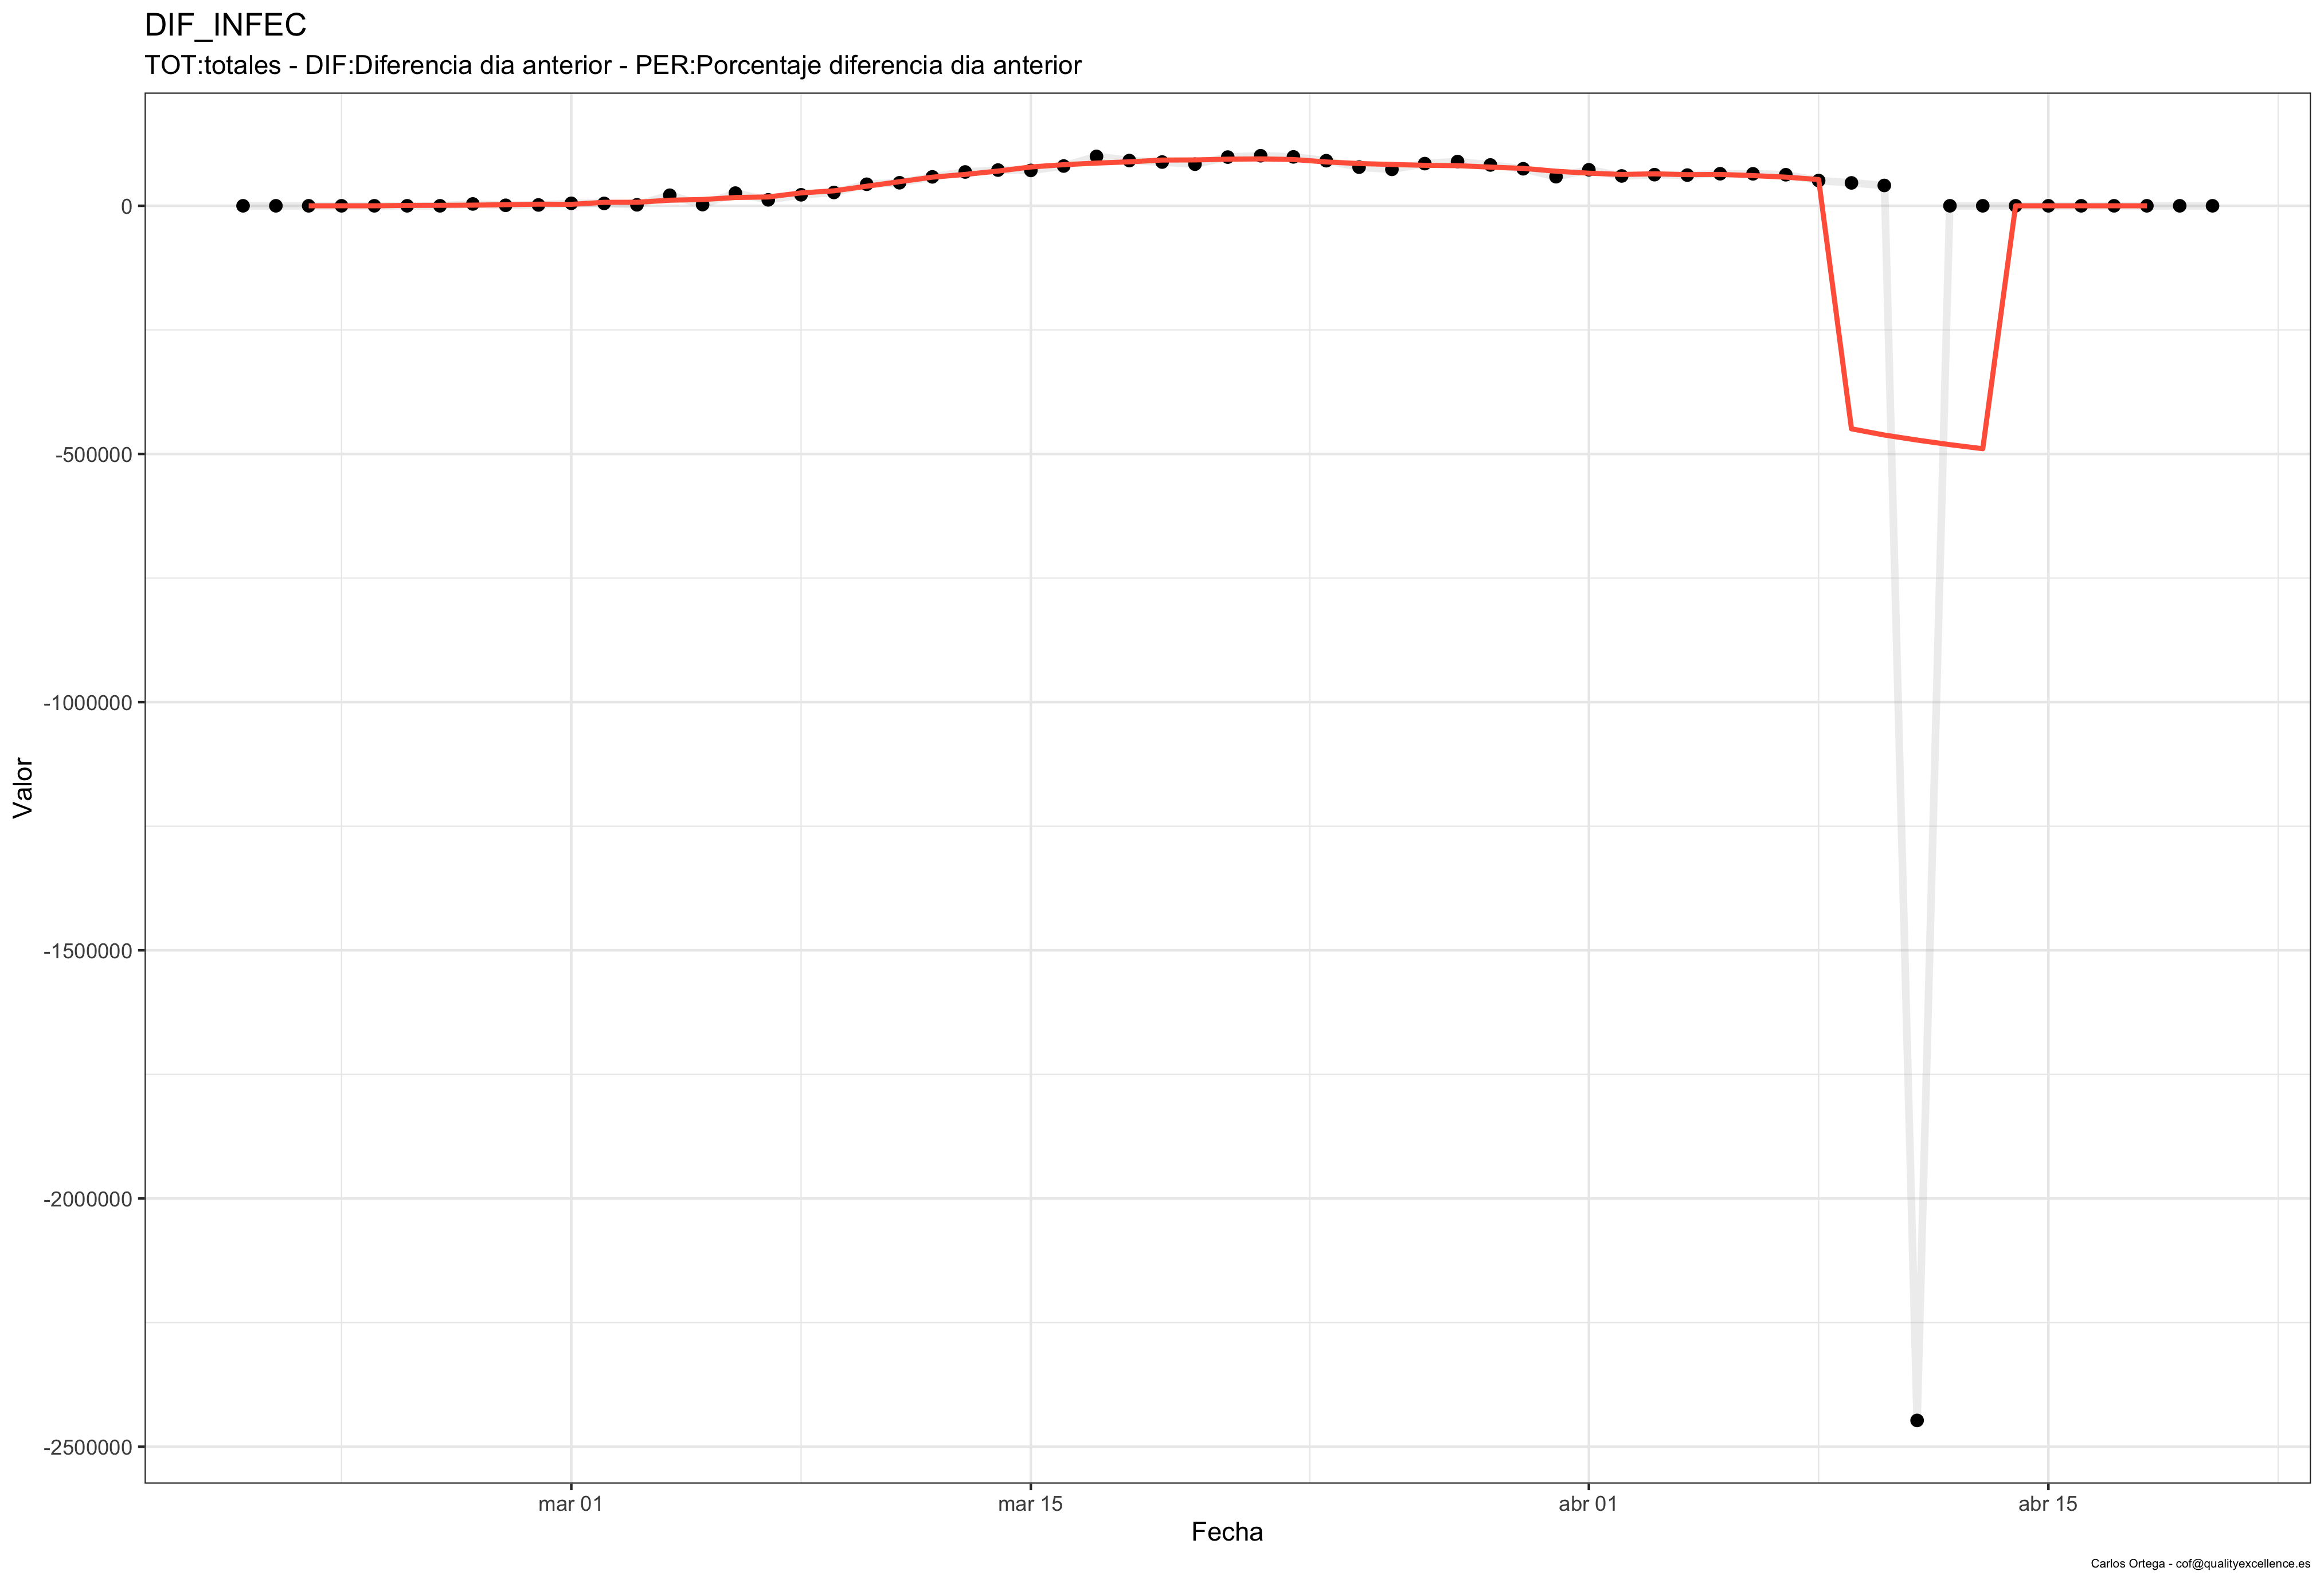 DIF_INFEC
TOT:totales - DIF:Diferencia dia anterior - PER:Porcentaje diferencia dia anterior
Valor
0
-500000
-1000000
-1500000
-2000000
-2500000
mar 01
mar 15
abr 01
abr 15
Fecha
Carlos Ortega - cof@qualityexcellence.es